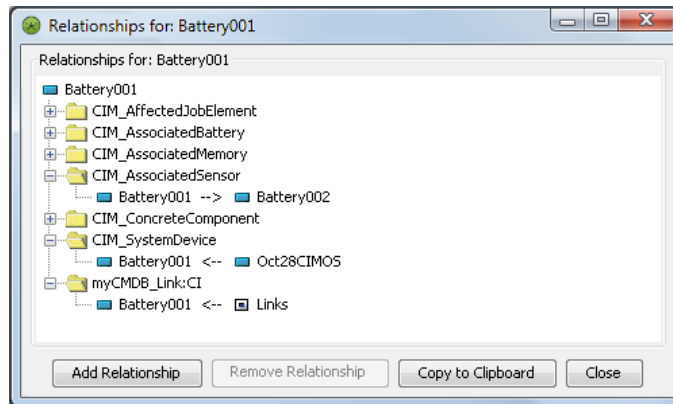 Relationships for: Battery001
Relationships for: Battery001
Battery001
CIM_AffectedJobElement
CIM_AssociatedBattery
CIM_AssociatedMemory
CIM_AssociatedSensor
Battery001 --> Battery002
CIM_ConcreteComponent
CIM_SystemDevice
Battery001 <-- Oct28CIMOS
myCMDB_Link:CI
Battery001 <-- Links
Add Relationship Remove Relationship Copy to Clipboard Close